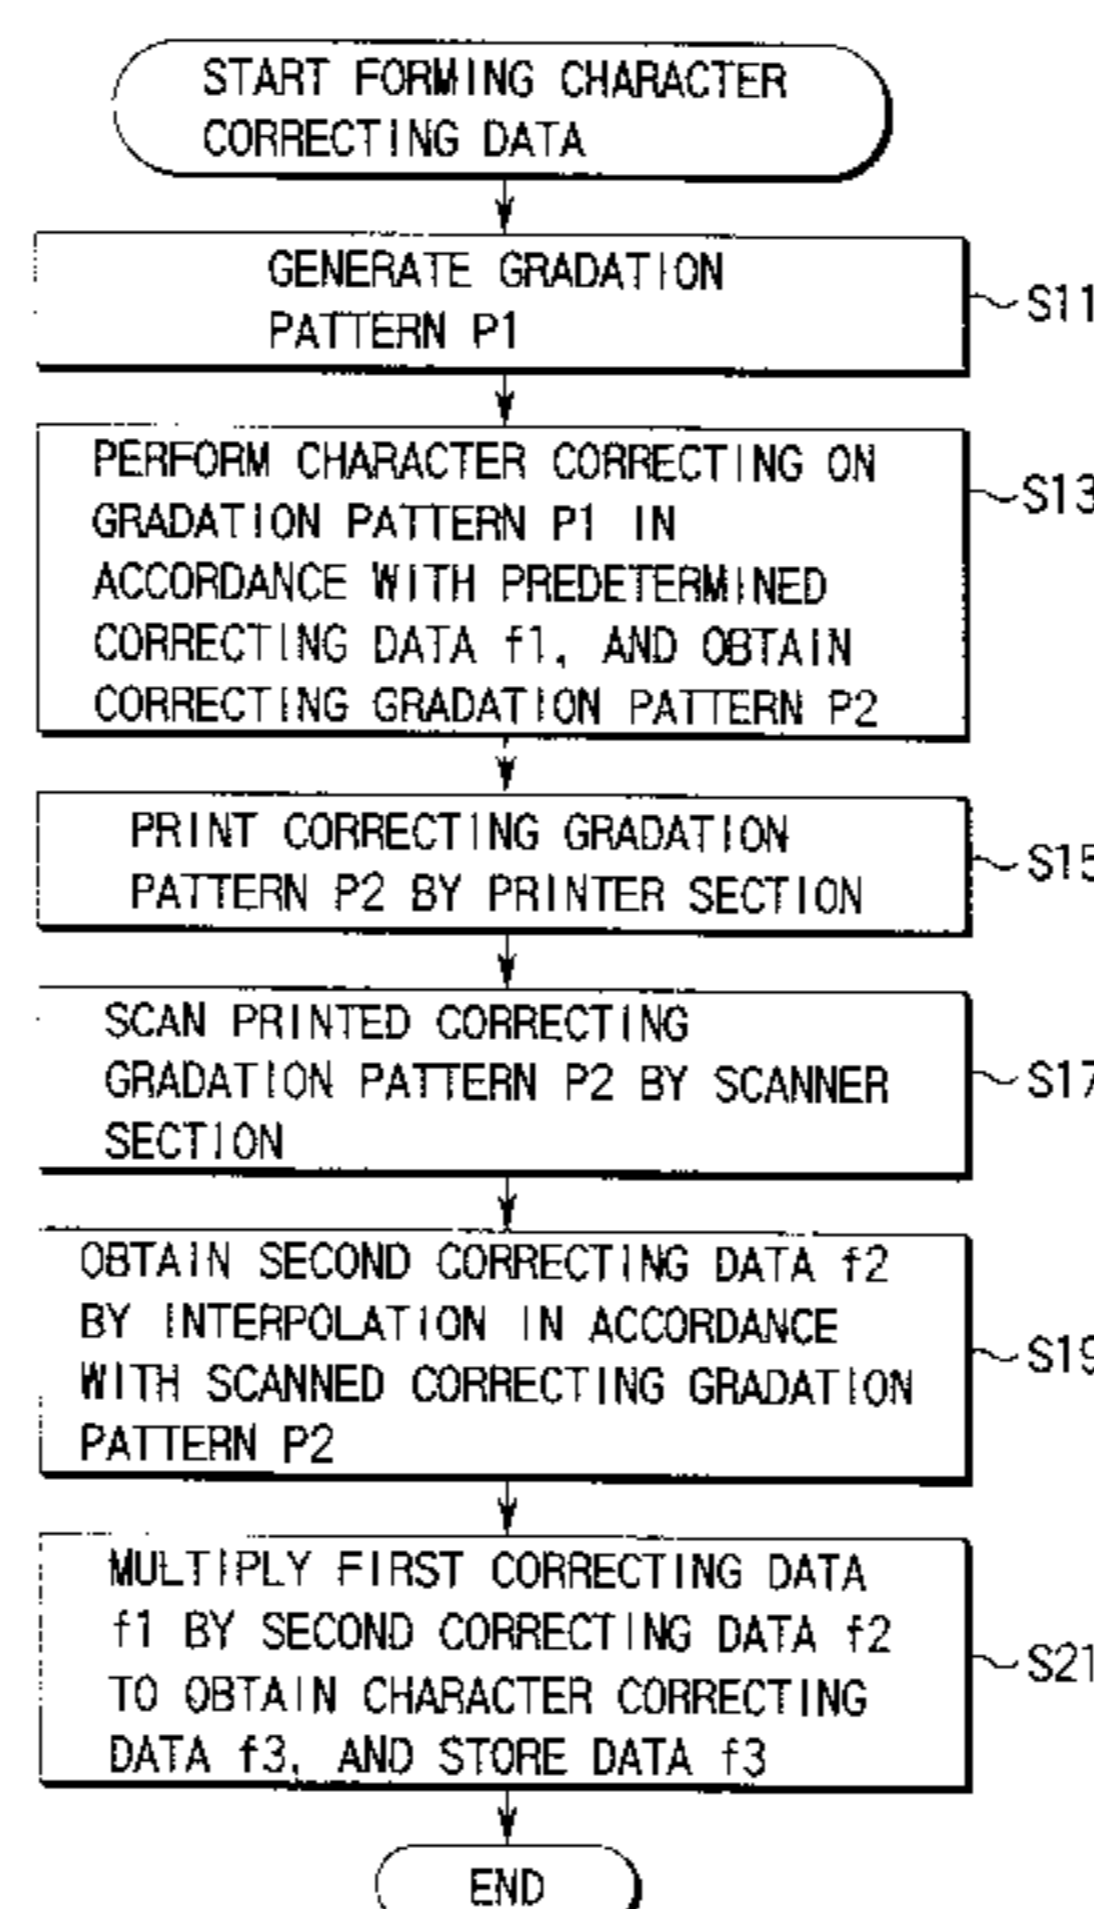 START FORMING CHARACTER
CORRECTING DATA
GENERATE GRADATION
PATTERN P1
S11
PERFORM CHARACTER CORRECTING ON
GRADATION PATTERN P1 IN
ACCORDANCE WITH PREDETERMINED
CORRECTING DATA f1, AND OBTAIN
CORRECTING GRADATION PATTERN P2
S13
PRINT CORRECTING GRADATION
PATTERN P2 BY PRINTER SECTION
S15
SCAN PRINTED CORRECTING
GRADATION PATTERN P2 BY SCANNER
SECTION
S17
OBTAIN SECOND CORRECTING DATA f2
BY INTERPOLATION IN ACCORDANCE
WITH SCANNED CORRECTING GRADATION
PATTERN P2
S19
MULTIPLY FIRST CORRECTING DATA
f1 BY SECOND CORRECTING DATA f2
TO OBTAIN CHARACTER CORRECTING
DATA f3, AND STORE DATA f3
S21
END